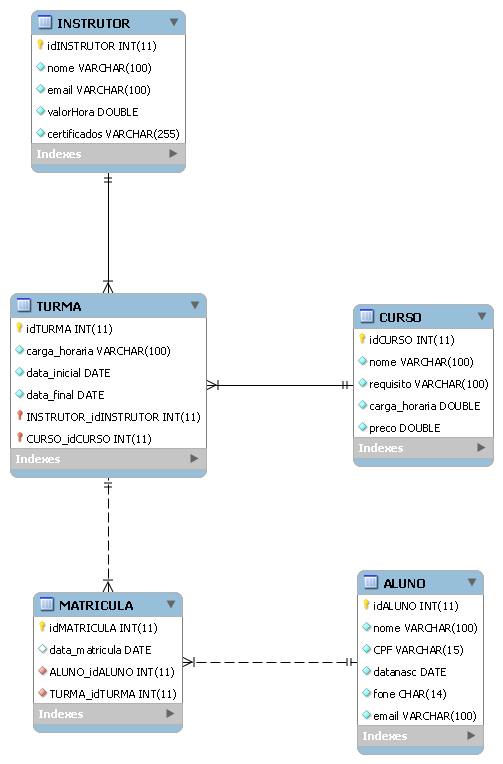 INSTRUTOR
idINSTRUTOR INT(11)
nome VARCHAR(100)
email VARCHAR(100)
valorHora DOUBLE
certificados VARCHAR(255)
Indexes
TURMA
idTURMA INT(11)
carga_horaria VARCHAR(100)
data_inicial DATE
data_final DATE
INSTRUTOR_idINSTRUTOR INT(11)
CURSO_idCURSO INT(11)
Indexes
CURSO
idCURSO INT(11)
nome VARCHAR(100)
requisito VARCHAR(100)
carga_horaria DOUBLE
preco DOUBLE
Indexes
MATRICULA
idMATRICULA INT(11)
data_matricula DATE
ALUNO_idALUNO INT(11)
TURMA_idTURMA INT(11)
Indexes
ALUNO
idALUNO INT(11)
nome VARCHAR(100)
CPF VARCHAR(15)
datanasc DATE
fone CHAR(14)
email VARCHAR(100)
Indexes